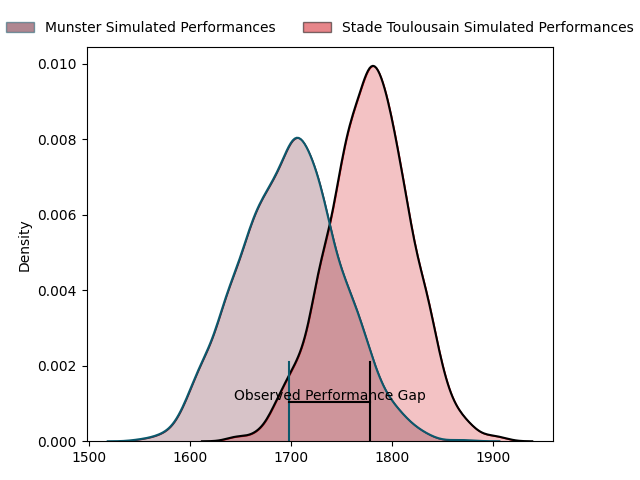 Munster Simulated Performances
Stade Toulousain Simulated Performances
0.010
0.008
0.006
0.004
0.002
0.000
Density
Observed Performance Gap
1500
1600
1700
1800
1900